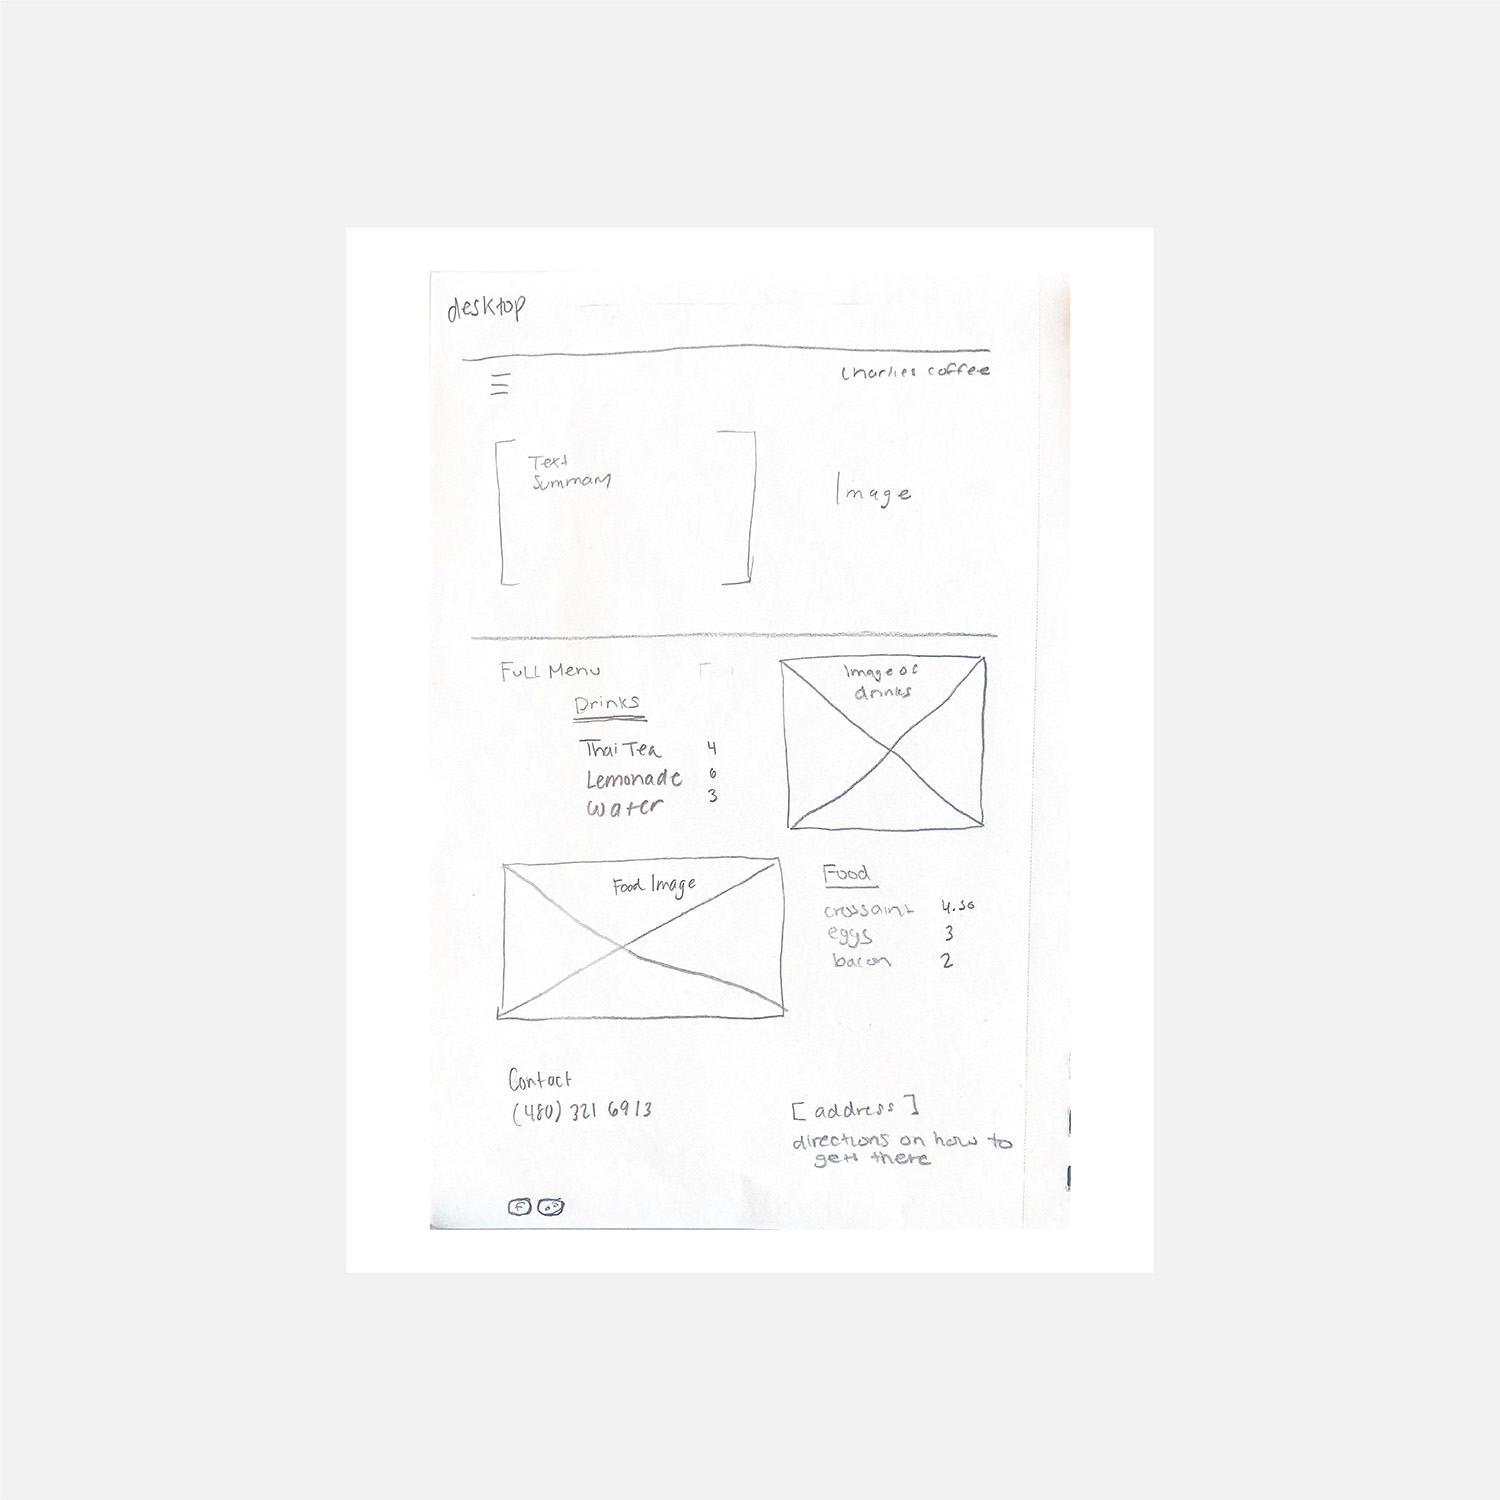 desktop
Charlies coffee
Text
Summary
Image
Full Menu
Drinks
Thai Tea 4
Lemonade 6
water 3
Image of
drinks
Food Image
Food
crossaint 4.50
eggs 3
bacon 2
Contact
(480) 321 6913
[address]
directions on how to
gett there
F